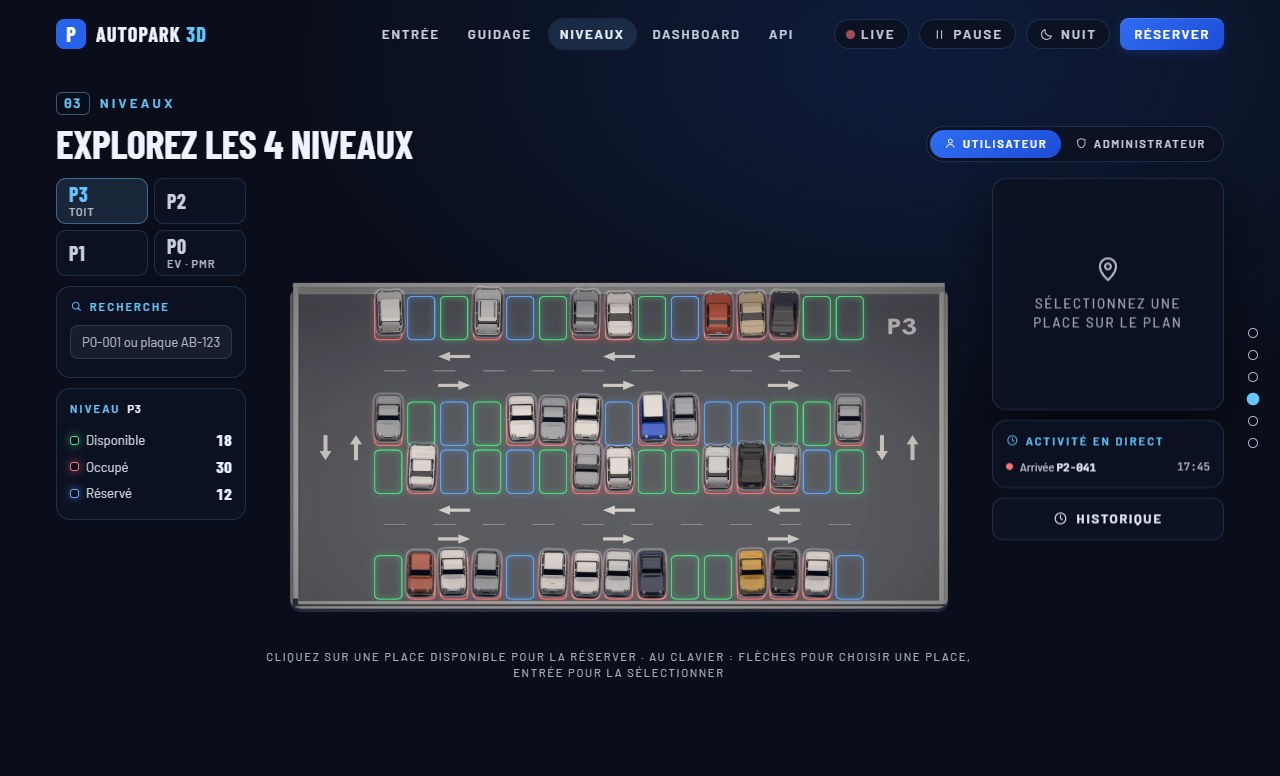 P AUTOPARK 3D
ENTRÉE GUIDAGE NIVEAUX DASHBOARD API
LIVE PAUSE NUIT RÉSERVER
03 NIVEAUX
EXPLOREZ LES 4 NIVEAUX
UTILISATEUR ADMINISTRATEUR
P3
TOIT
P2
P1
P0
EV · PMR
RECHERCHE
P0-001 ou plaque AB-123
NIVEAU P3
Disponible 18
Occupé 30
Réservé 12
P3
SÉLECTIONNEZ UNE
PLACE SUR LE PLAN
ACTIVITÉ EN DIRECT
Arrivée P2-041 17:45
HISTORIQUE
CLIQUEZ SUR UNE PLACE DISPONIBLE POUR LA RÉSERVER · AU CLAVIER : FLÈCHES POUR CHOISIR UNE PLACE,
ENTRÉE POUR LA SÉLECTIONNER